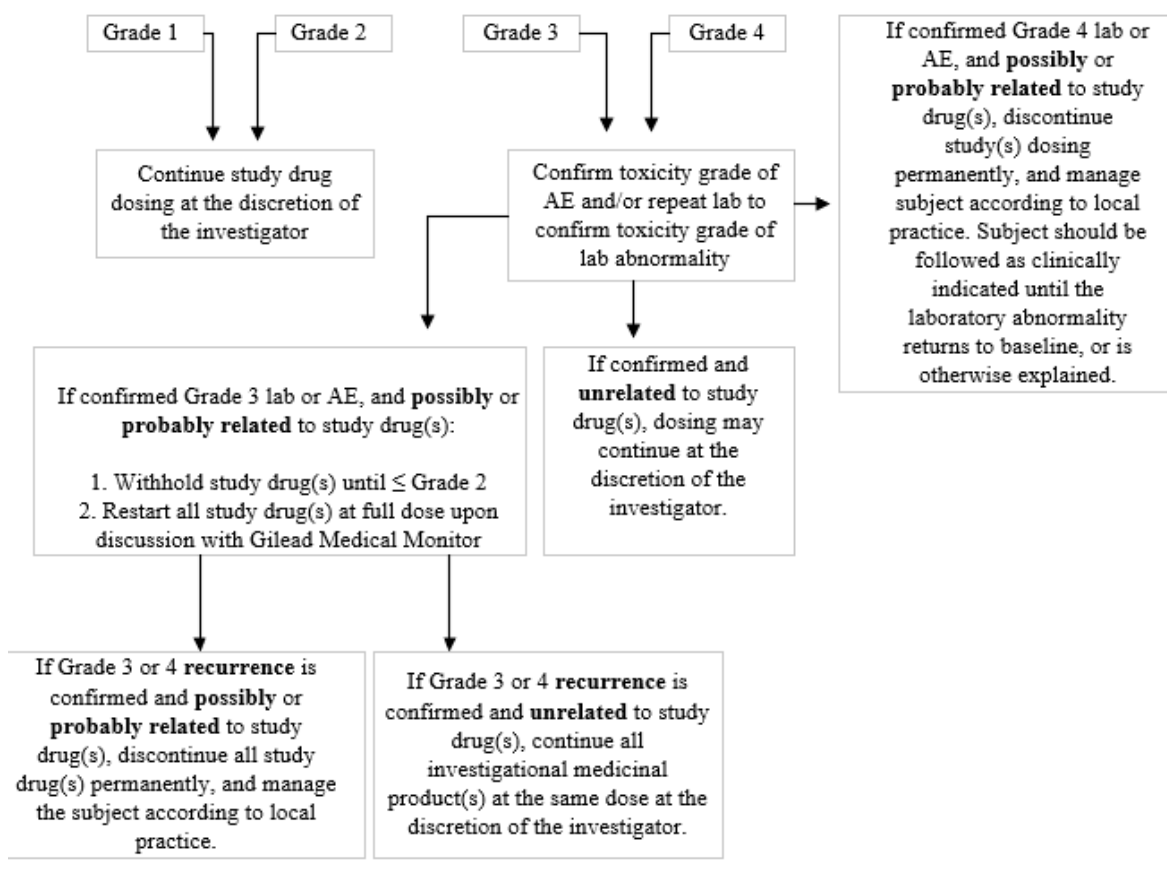 Grade 1
Grade 2
Grade 3
Grade 4
Continue study drug
dosing at the discretion of
the investigator
Confirm toxicity grade of
AE and/or repeat lab to
confirm toxicity grade of
lab abnormality
If confirmed Grade 4 lab or
AE, and possibly or
probably related to study
drug(s), discontinue
study(s) dosing
permanently, and manage
subject according to local
practice. Subject should be
followed as clinically
indicated until the
laboratory abnormality
returns to baseline, or is
otherwise explained.
If confirmed Grade 3 lab or AE, and possibly or
probably related to study drug(s):
1. Withhold study drug(s) until ≤ Grade 2
2. Restart all study drug(s) at full dose upon
discussion with Gilead Medical Monitor
If confirmed and
unrelated to study
drug(s), dosing may
continue at the
discretion of the
investigator.
If Grade 3 or 4 recurrence is
confirmed and possibly or
probably related to study
drug(s), discontinue all study
drug(s) permanently, and manage
the subject according to local
practice.
If Grade 3 or 4 recurrence is
confirmed and unrelated to study
drug(s), continue all
investigational medicinal
product(s) at the same dose at the
discretion of the investigator.